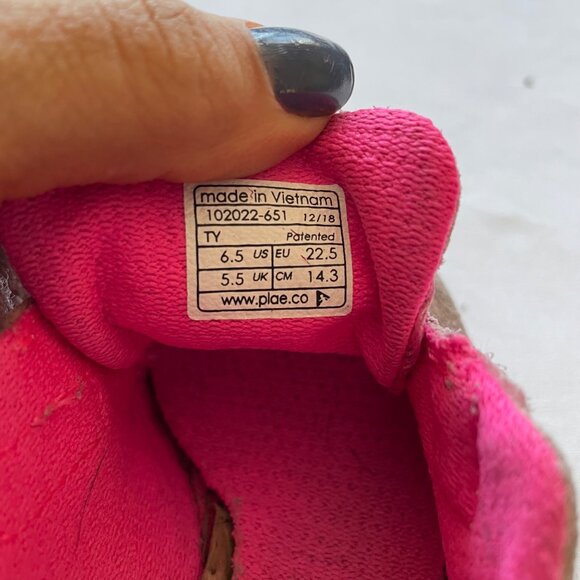 made in Vietnam
102022-651 12/18
TY Patented
6.5 US EU 22.5
5.5 UK CM 14.3
www.plae.co